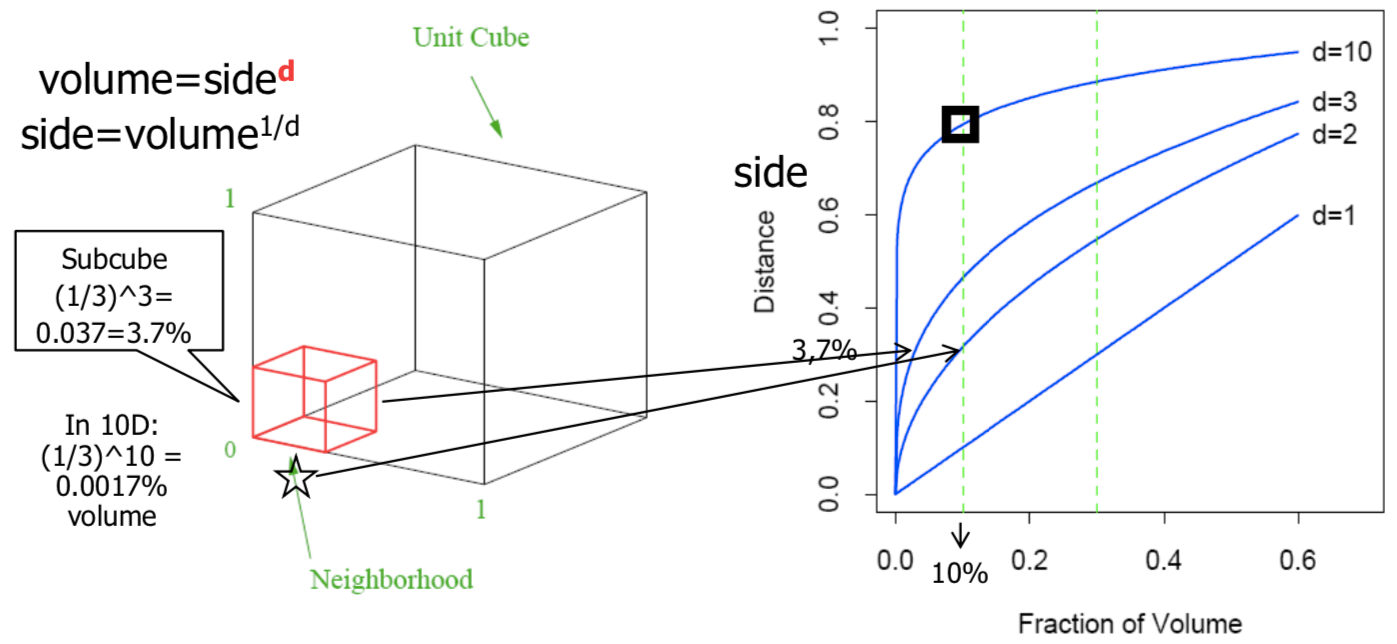 Unit Cube
volume=side^d
side=volume^1/d
1
Subcube
(1/3)^3=
0.037=3.7%
In 10D:
(1/3)^10 =
0.0017%
volume
0
1
Neighborhood
side
Distance
3,7%
1.0
0.8
0.6
0.4
0.2
0.0
d=10
d=3
d=2
d=1
0.0
0.2
0.4
0.6
10%
Fraction of Volume